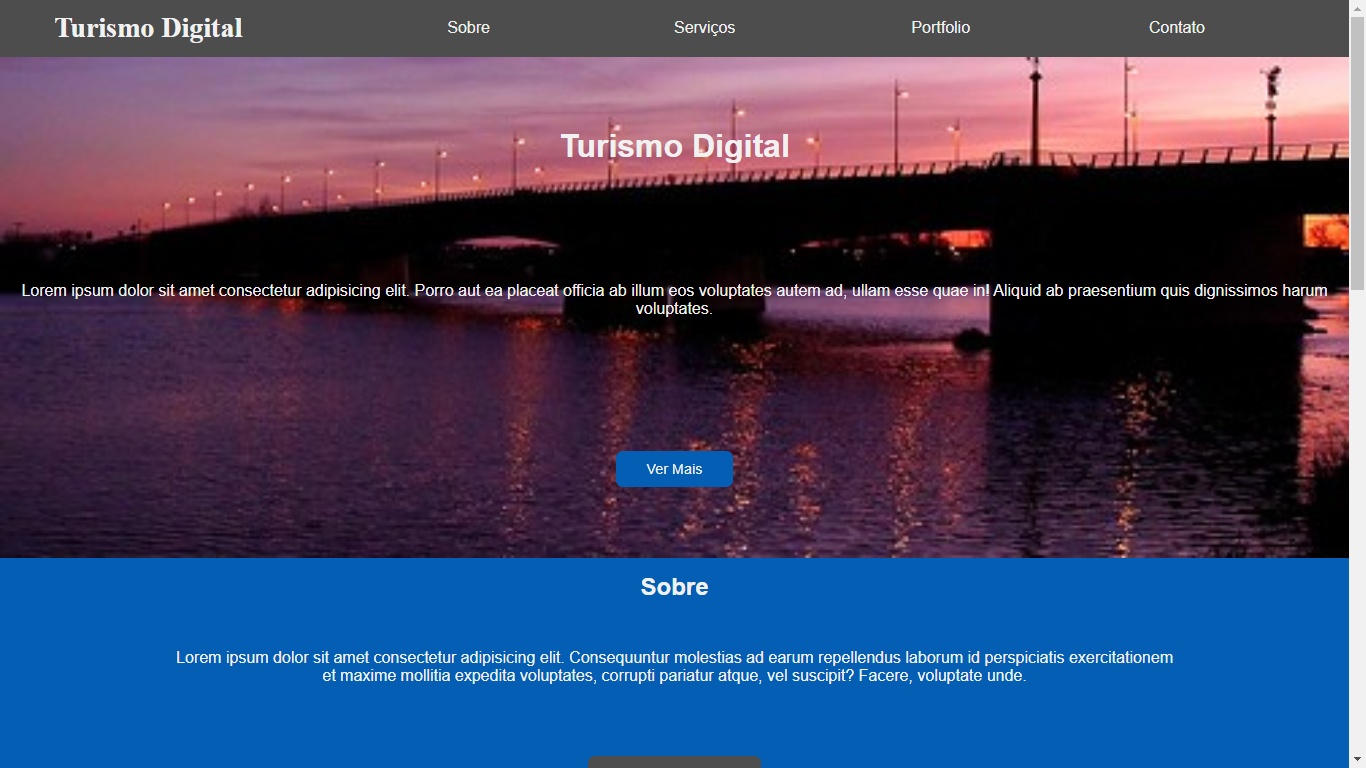 Turismo Digital Sobre Serviços Portfolio Contato
Turismo Digital
Lorem ipsum dolor sit amet consectetur adipisicing elit. Porro aut ea placeat officia ab illum eos voluptates autem ad, ullam esse quae in! Aliquid ab praesentium quis dignissimos harum
voluptates.
Ver Mais
Sobre
Lorem ipsum dolor sit amet consectetur adipisicing elit. Consequuntur molestias ad earum repellendus laborum id perspiciatis exercitationem
et maxime mollitia expedita voluptates, corrupti pariatur atque, vel suscipit? Facere, voluptate unde.